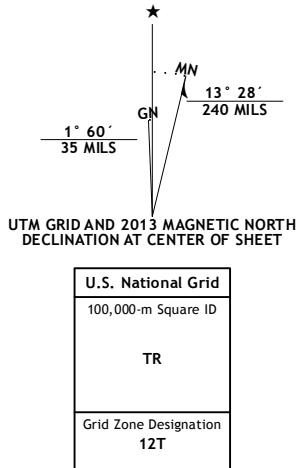 ★
MN
GN
13° 28´
240 MILS
1° 60´
35 MILS
UTM GRID AND 2013 MAGNETIC NORTH
DECLINATION AT CENTER OF SHEET
U.S. National Grid
100,000-m Square ID
TR
Grid Zone Designation
12T